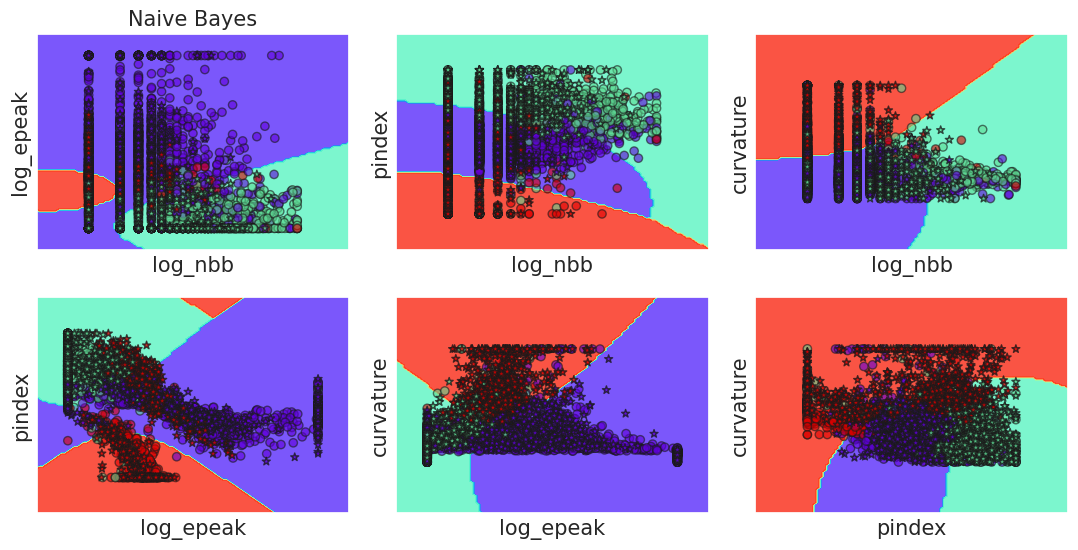 Naive Bayes
log_epeak
log_nbb
pindex
log_nbb
curvature
log_nbb
pindex
log_epeak
curvature
log_epeak
curvature
pindex